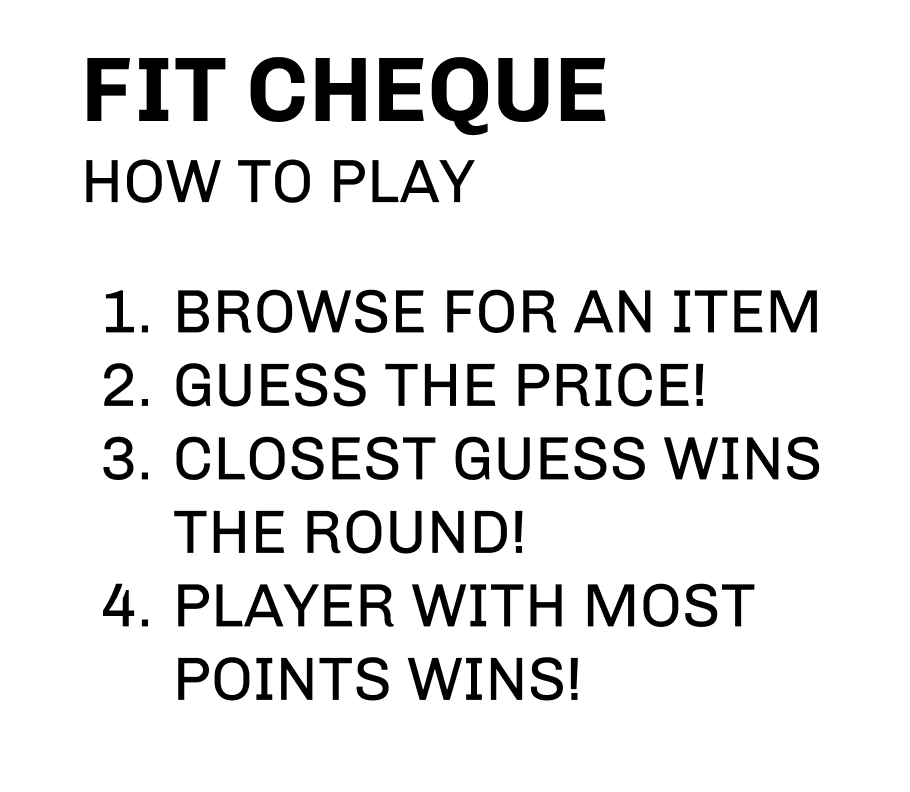 FIT CHEQUE
HOW TO PLAY
1. BROWSE FOR AN ITEM
2. GUESS THE PRICE!
3. CLOSEST GUESS WINS
THE ROUND!
4. PLAYER WITH MOST
POINTS WINS!